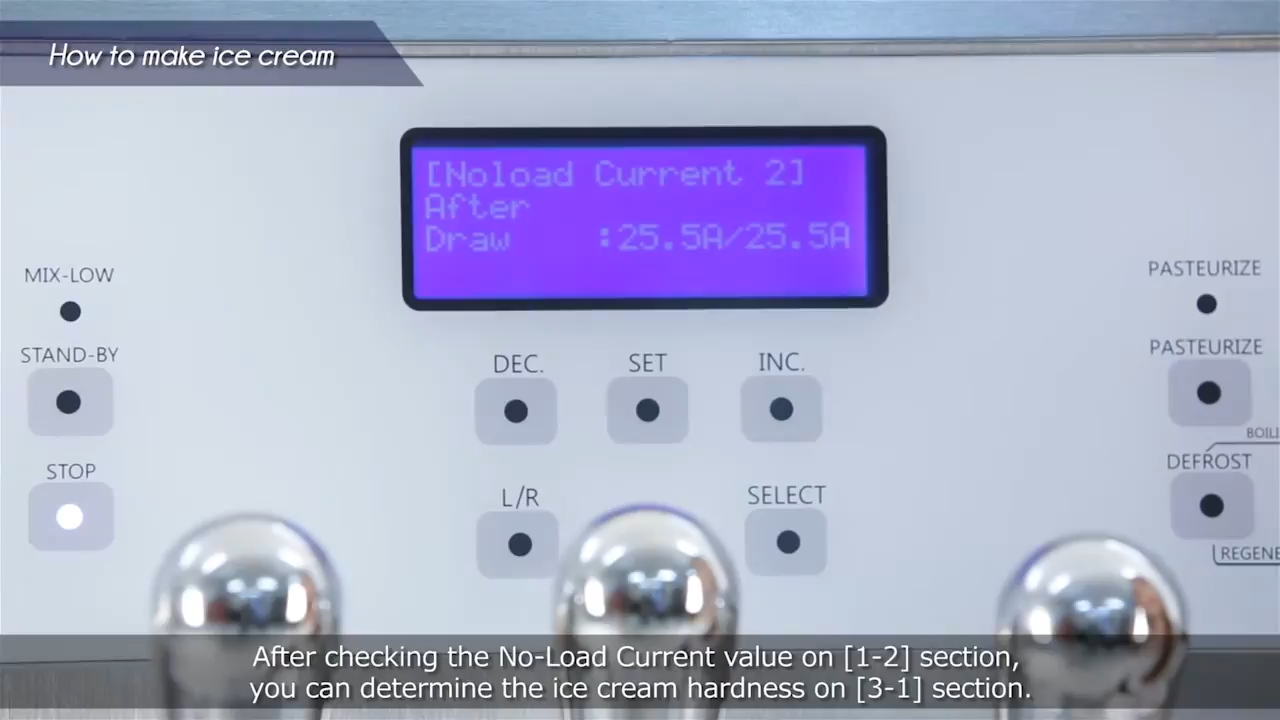 How to make ice cream
[Noload Current 2]
After
Draw :25.5A/25.5A
MIX-LOW
STAND-BY
STOP
DEC.
SET
INC.
L/R
SELECT
PASTEURIZE
PASTEURIZE
DEFROST
After checking the No-Load Current value on [1-2] section,
you can determine the ice cream hardness on [3-1] section.